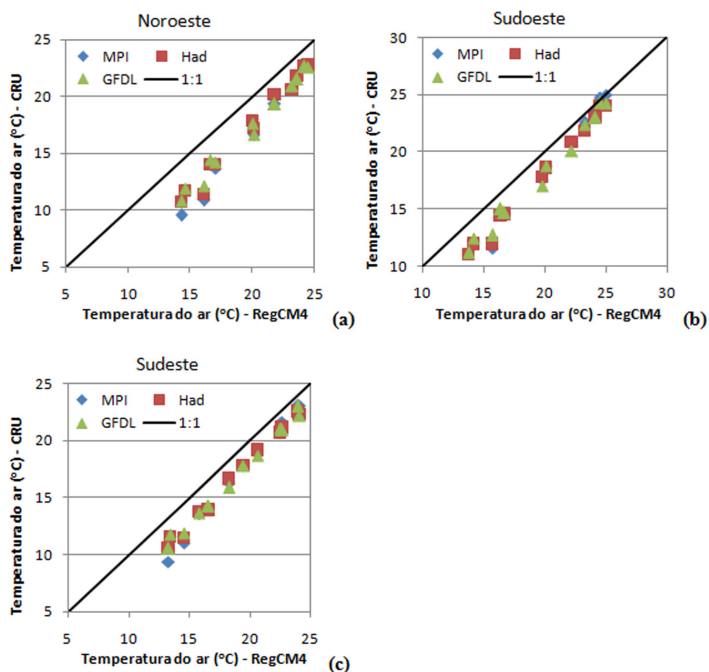 Noroeste
MPI Had
GFDL 1:1
Temperatura do ar (°C) - CRU
25
20
15
10
5
5 10 15 20 25
Temperatura do ar (°C) - RegCM4
(a)
Sudoeste
MPI Had
GFDL 1:1
Temperatura do ar (°C) - CRU
30
25
20
15
10
10 15 20 25 30
Temperatura do ar (°C) - RegCM4
(b)
Sudeste
MPI Had
GFDL 1:1
Temperatura do ar (°C) - CRU
25
20
15
10
5
5 10 15 20 25
Temperatura do ar (°C) - RegCM4
(c)